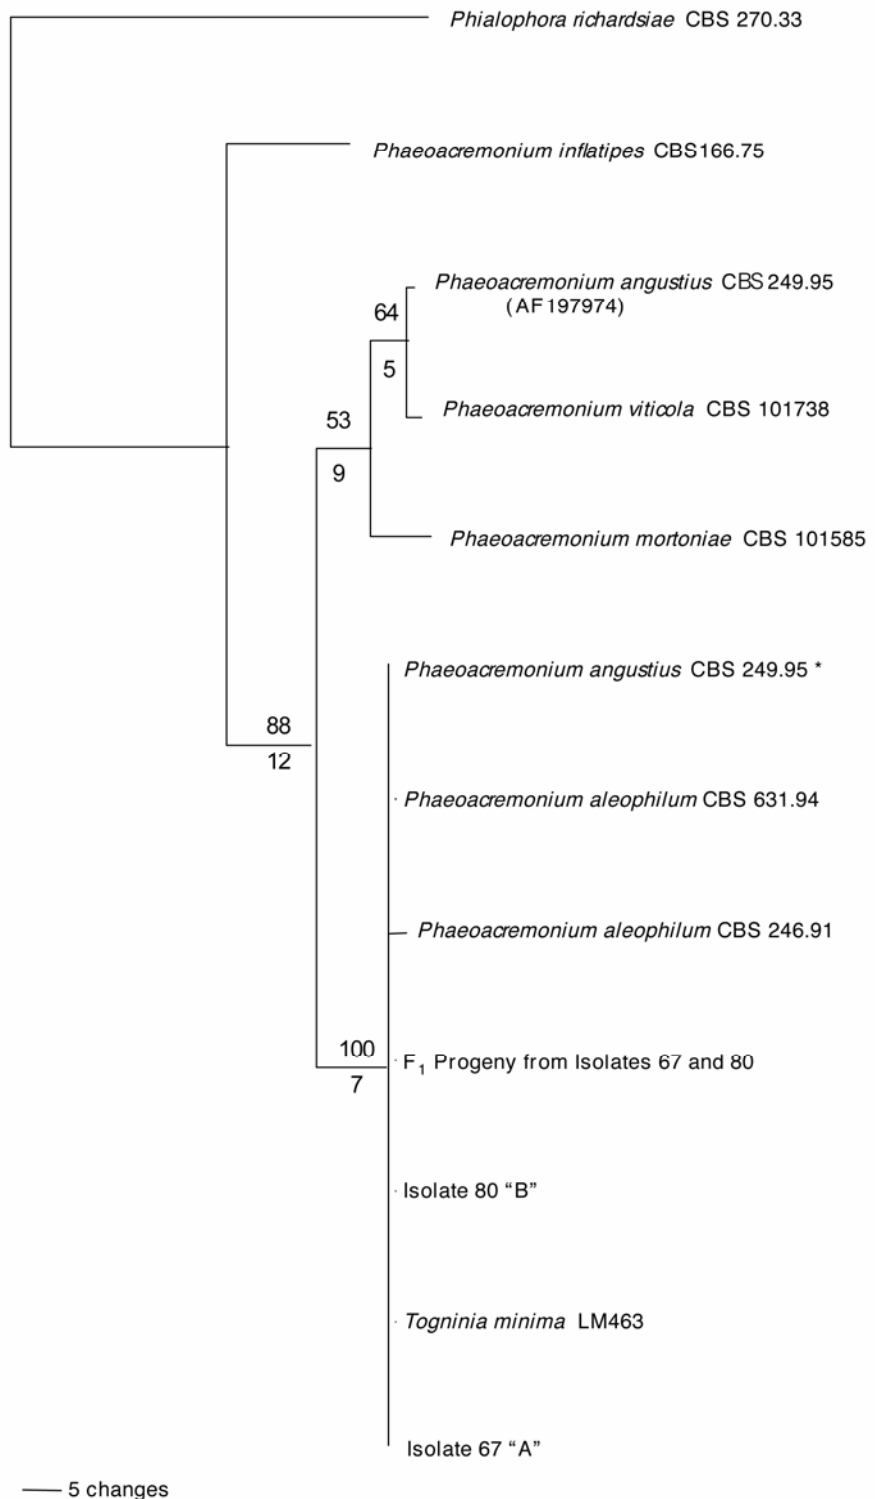 Phialophora richardsiae CBS 270.33
Phaeoacremonium inflatipes CBS166.75
Phaeoacremonium angustius CBS 249.95
(AF197974)
64
5
Phaeoacremonium viticola CBS 101738
53
9
Phaeoacremonium mortoniae CBS 101585
Phaeoacremonium angustius CBS 249.95 *
88
12
Phaeoacremonium aleophilum CBS 631.94
Phaeoacremonium aleophilum CBS 246.91
100
7
F1 Progeny from Isolates 67 and 80
Isolate 80 “B”
Togninia minima LM463
Isolate 67 “A”
5 changes